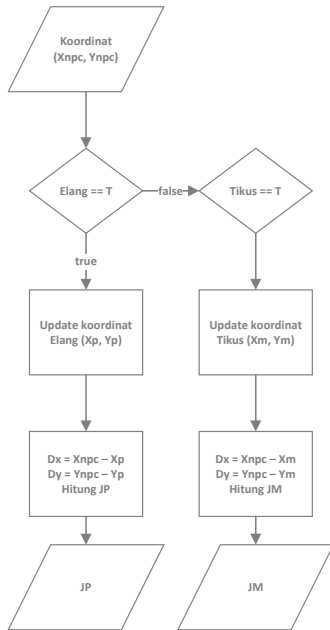 Koordinat
(Xnpc, Ynpc)
Elang == T
false
Tikus == T
true
Update koordinat
Elang (Xp, Yp)
Update koordinat
Tikus (Xm, Ym)
Dx = Xnpc – Xp
Dy = Ynpc – Yp
Hitung JP
Dx = Xnpc – Xm
Dy = Ynpc – Ym
Hitung JM
JP
JM